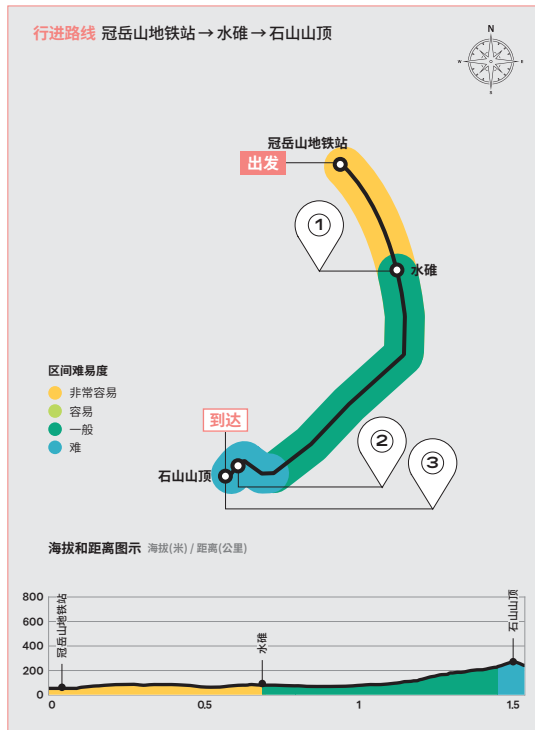 行进路线 冠岳山地铁站 → 水碓 → 石山山顶
N
W
E
S
冠岳山地铁站
出发
1
水碓
区间难易度
非常容易
容易
一般
难
到达
2
3
石山山顶
海拔和距离图示 海拔(米) / 距离(公里)
800
600
400
200
0
冠岳山地铁站
水碓
石山山顶
0
0.5
1
1.5